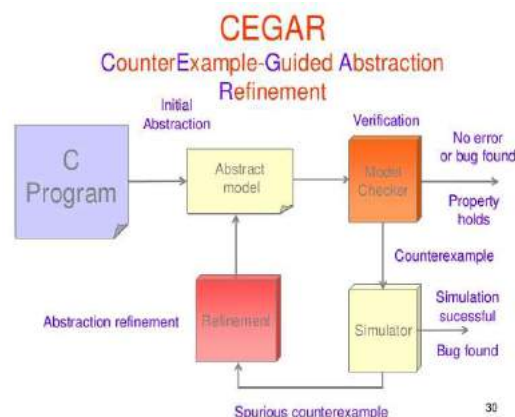 CEGAR
CounterExample-Guided Abstraction
Refinement
Initial
Abstraction
Verification
C
Program
Abstract
model
Model
Checker
No error
or bug found
Property
holds
Counterexample
Abstraction refinement
Refinement
Simulator
Simulation
sucessful
Bug found
Spurious counterexample
30